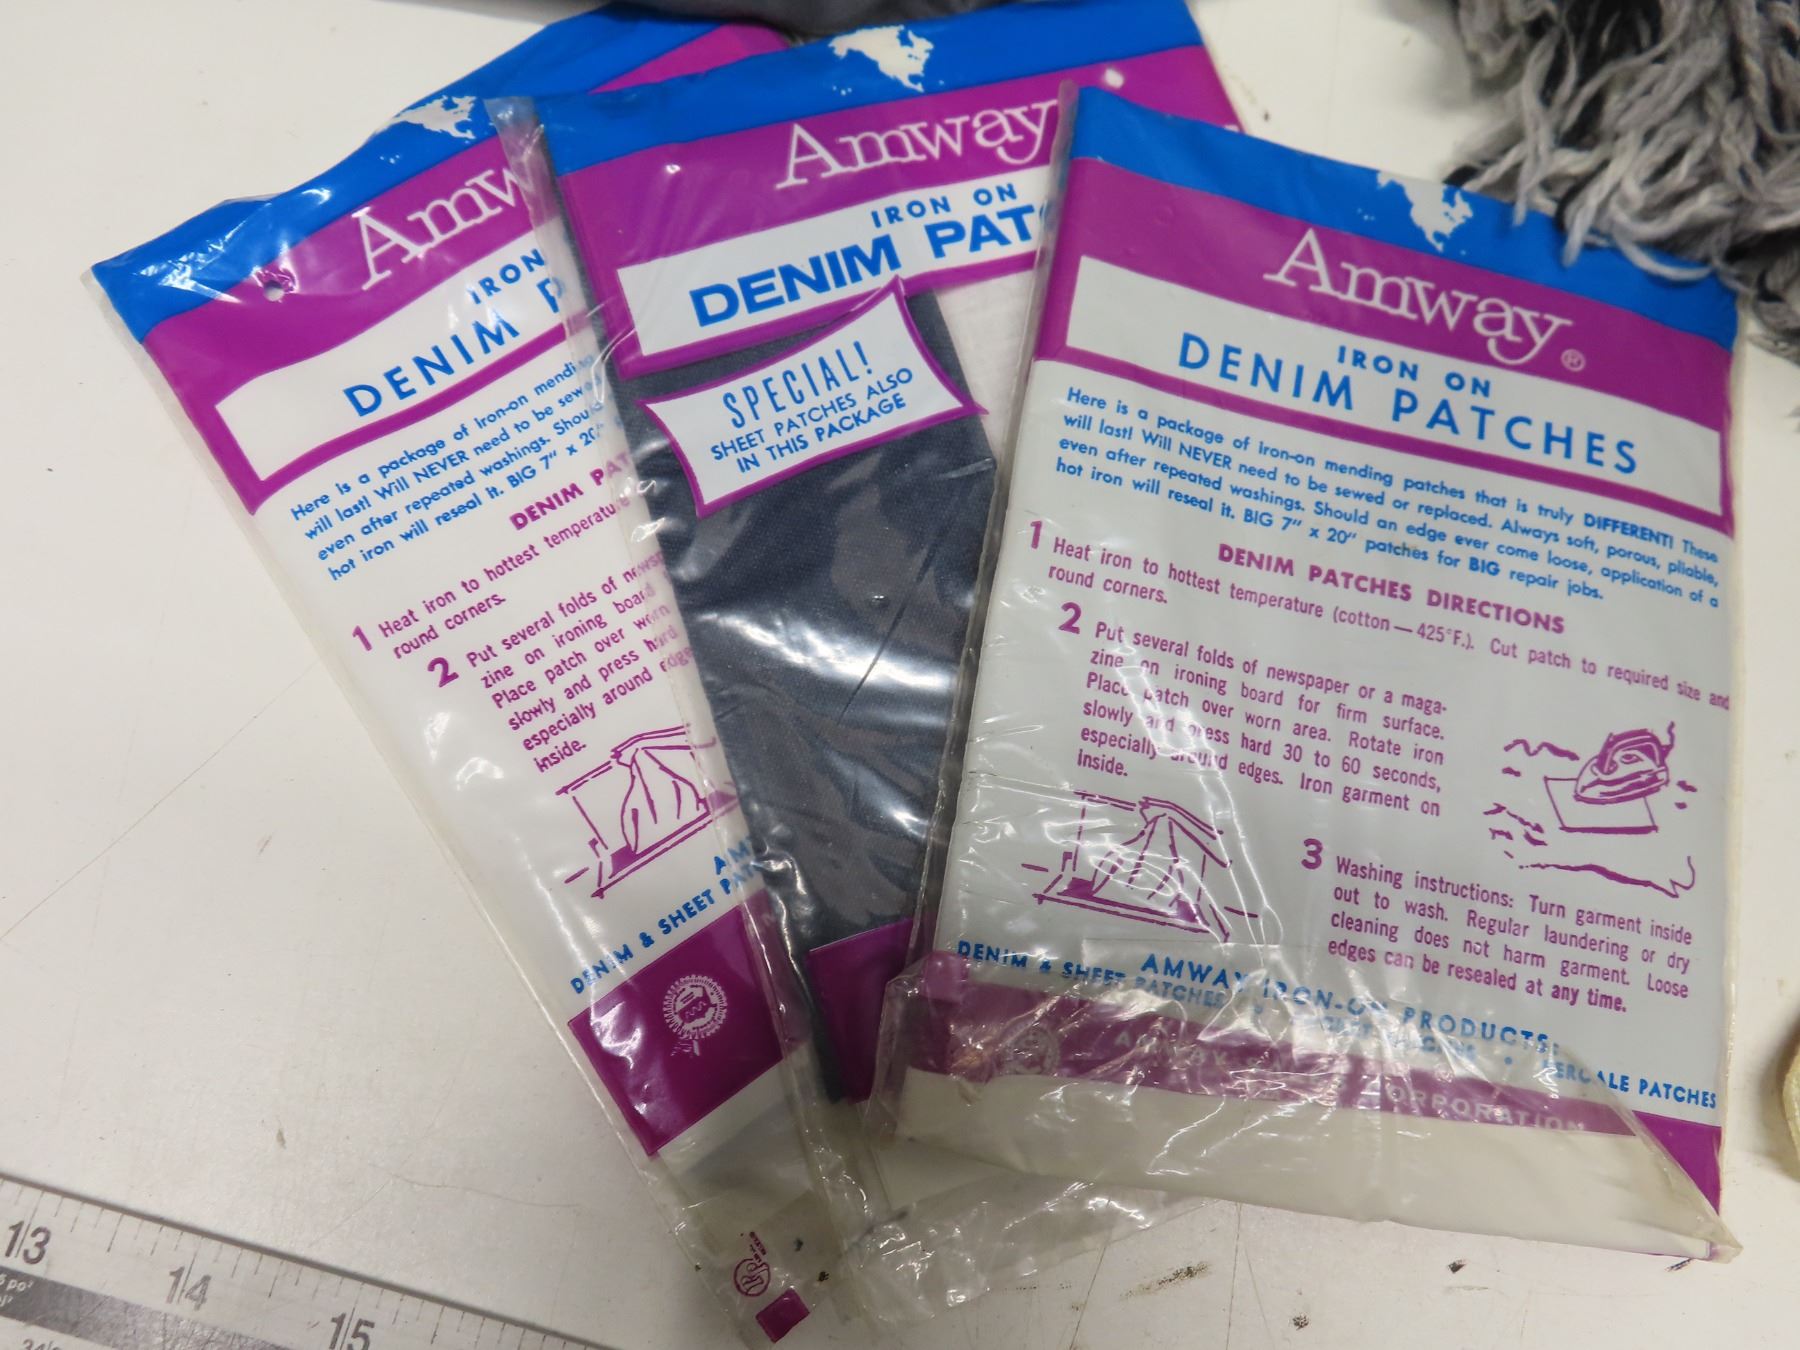 Amw
IRON
DENIM P
Here is a package of iron-on mending
will last! Will NEVER need to be sewed
even after repeated washings. Should
hot iron will reseal it. BIG 7" x 20"
DENIM PAT
1 Heat iron to hottest temperature
round corners.
2 Put several folds of newsp
zine on ironing board
Place patch over worn
slowly and press hard
especially around edges
inside.
AM
DENIM & SHEET PAT
Amway
IRON ON
DENIM PATC
SPECIAL!
SHEET PATCHES ALSO
IN THIS PACKAGE
Amway®
IRON ON
DENIM PATCHES
Here is a package of iron-on mending patches that is truly DIFFERENT! These
will last! Will NEVER need to be sewed or replaced. Always soft, porous, pliable,
even after repeated washings. Should an edge ever come loose, application of a
hot iron will reseal it. BIG 7" x 20" patches for BIG repair jobs.
DENIM PATCHES DIRECTIONS
1 Heat iron to hottest temperature (cotton — 425°F.). Cut patch to required size and
round corners.
2 Put several folds of newspaper or a maga-
zine on ironing board for firm surface.
Place patch over worn area. Rotate iron
slowly and press hard 30 to 60 seconds,
especially around edges. Iron garment on
inside.
3 Washing instructions: Turn garment inside
out to wash. Regular laundering or dry
cleaning does not harm garment. Loose
edges can be resealed at any time.
AMWAY IRON-ON PRODUCTS:
DENIM & SHEET PATCHES • PERCALE PATCHES
AMWAY SALES CORPORATION
13
14
15